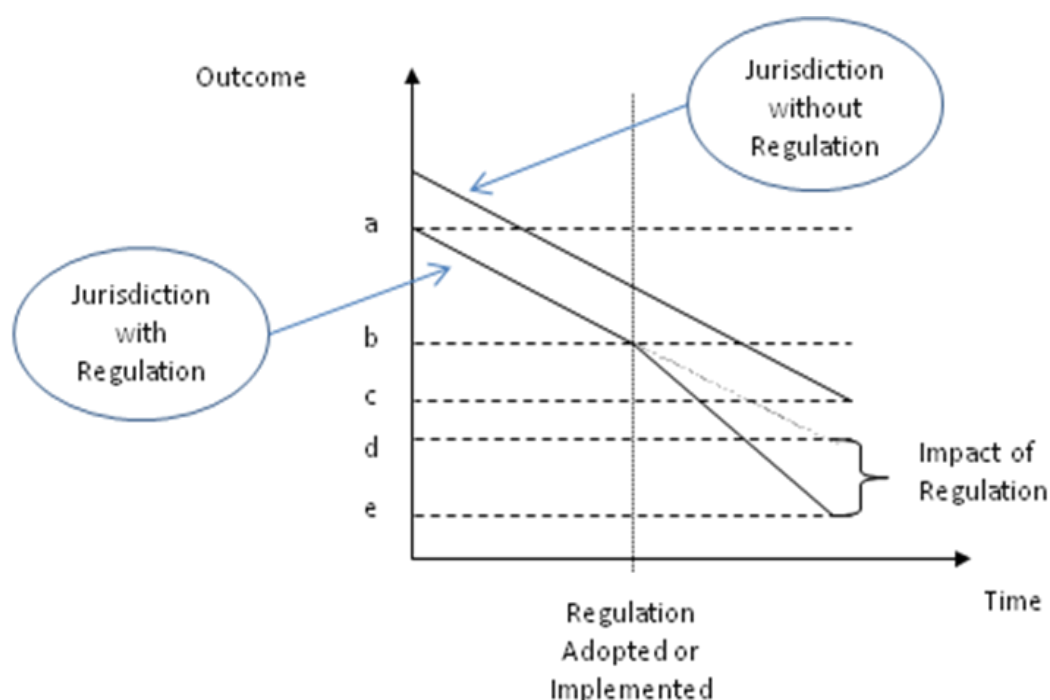 Outcome
Jurisdiction
without
Regulation
a
Jurisdiction
with
Regulation
b
c
d
e
Impact of
Regulation
Time
Regulation
Adopted or
Implemented